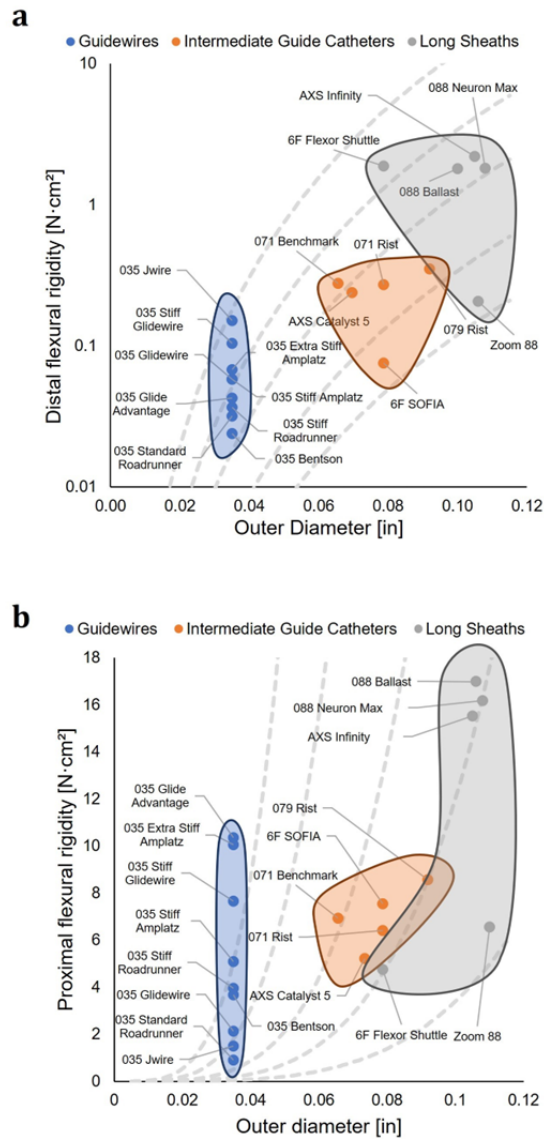 a
Guidewires Intermediate Guide Catheters Long Sheaths
10
088 Neuron Max
AXS Infinity
6F Flexor Shuttle
088 Ballast
1
071 Benchmark
071 Rist
035 Jwire
035 Stiff
Glidewire
AXS Catalyst 5
079 Rist
035 Extra Stiff
Amplatz
035 Glidewire
Zoom 88
0.1
035 Glide
Advantage
035 Stiff Amplatz
6F SOFIA
035 Stiff
Roadrunner
035 Standard
Roadrunner
035 Bentson
0.01
Distal flexural rigidity [N·cm²]
0.00 0.02 0.04 0.06 0.08 0.10 0.12
Outer Diameter [in]
b
Guidewires Intermediate Guide Catheters Long Sheaths
18
088 Ballast
16
088 Neuron Max
AXS Infinity
14
035 Glide
Advantage
12
079 Rist
035 Extra Stiff
Amplatz
6F SOFIA
10
035 Stiff
Glidewire
071 Benchmark
8
035 Stiff
Amplatz
071 Rist
6
035 Stiff
Roadrunner
4
035 Glidewire
AXS Catalyst 5
035 Standard
Roadrunner
035 Bentson
2
6F Flexor Shuttle
Zoom 88
035 Jwire
0
Proximal flexural rigidity [N·cm²]
0 0.02 0.04 0.06 0.08 0.1 0.12
Outer diameter [in]